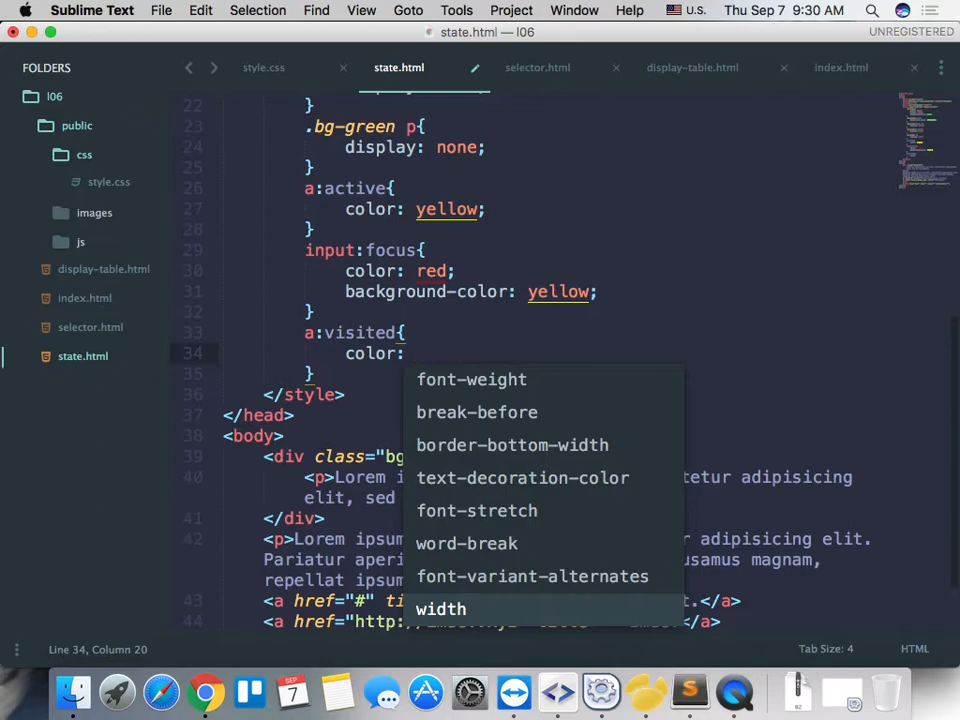 Sublime Text File Edit Selection Find View Goto Tools Project Window Help U.S. Thu Sep 7 9:30 AM
state.html — l06 UNREGISTERED
FOLDERS
l06
public
css
style.css
images
js
display-table.html
index.html
selector.html
state.html
style.css state.html selector.html display-table.html index.html
22 }
23 .bg-green p{
24 display: none;
25 }
26 a:active{
27 color: yellow;
28 }
29 input:focus{
30 color: red;
31 background-color: yellow;
32 }
33 a:visited{
34 color:
35 }
36 </style>
37 </head>
38 <body>
39 <div class="bg
40 <p>Lorem i tetur adipisicing
elit, sed
41 </div>
42 <p>Lorem ipsum adipisicing elit.
Pariatur aperi usamus magnam,
repellat ipsum
43 <a href="#" ti t.</a>
44 <a href="http:
font-weight
break-before
border-bottom-width
text-decoration-color
font-stretch
word-break
font-variant-alternates
width
Line 34, Column 20 Tab Size: 4 HTML
SEP
7